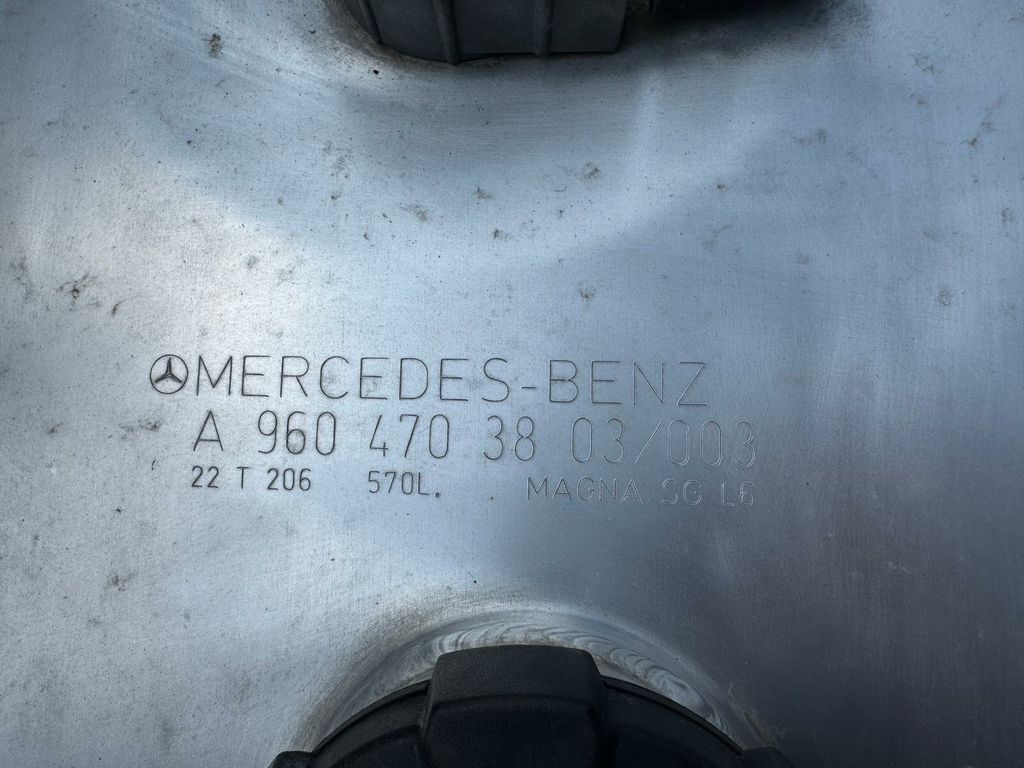 MERCEDES-BENZ
A 960 470 38 03/003
22 T 206 570L. MAGNA SG L6